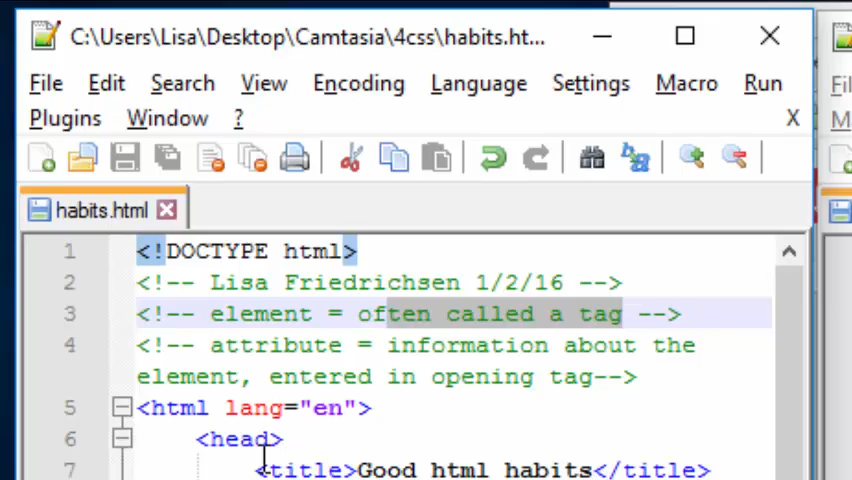 C:\Users\Lisa\Desktop\Camtasia\4css\habits.ht...
File Edit Search View Encoding Language Settings Macro Run
Plugins Window ? X
habits.html
1 <!DOCTYPE html>
2 <!-- Lisa Friedrichsen 1/2/16 -->
3 <!-- element = often called a tag -->
4 <!-- attribute = information about the
element, entered in opening tag-->
5 <html lang="en">
6 <head>
7 <title>Good html habits</title>